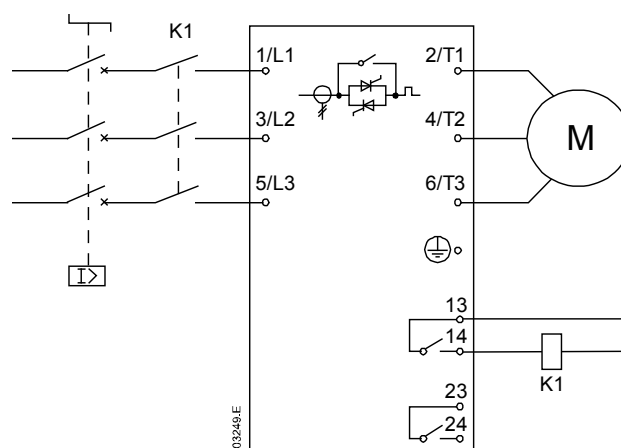 K1
1/L1
2/T1
3/L2
4/T2
M
5/L3
6/T3
I>
13
14
K1
23
24
03249.E